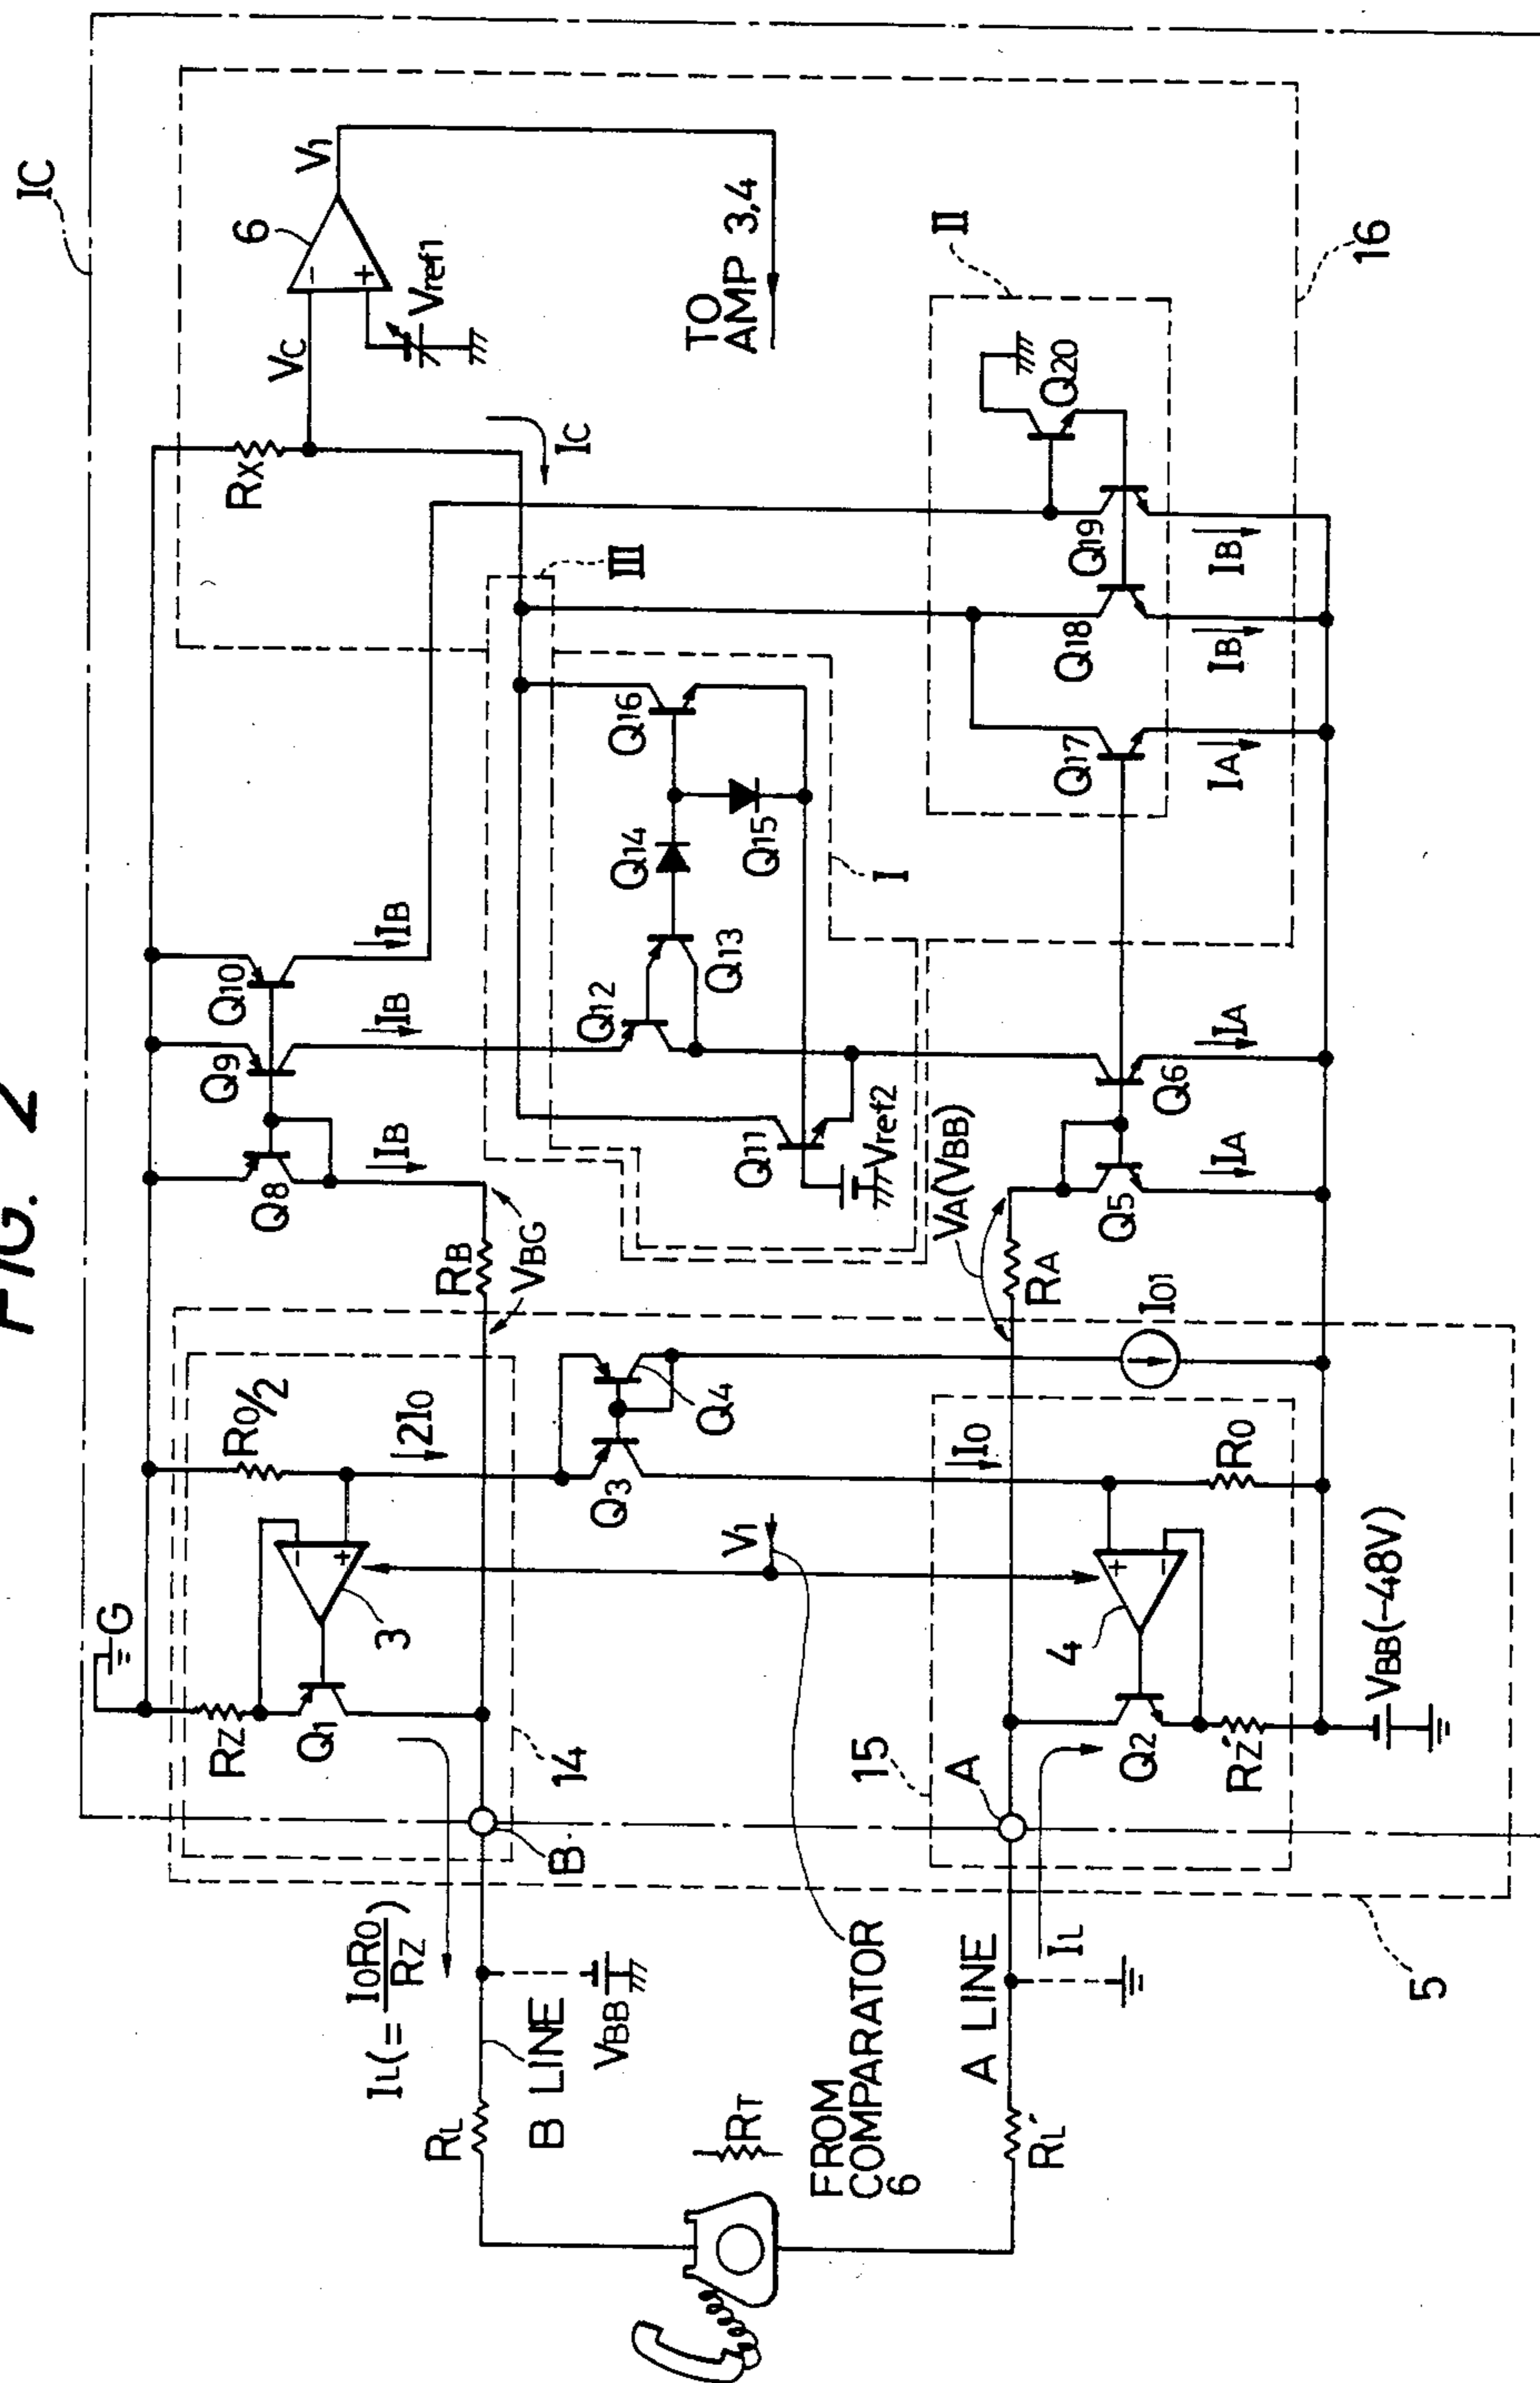 FIG. 2
IC
G
RZ
Q1
3
R0/2
2I0
IL(= I0R0/RZ)
14
B
RL
B LINE
VBB
RT
FROM
COMPARATOR
6
V1
Q3
Q4
RB
VBG
Q8
IB
Q9
IB
Q10
IB
RX
VC
6
V1
Vref1
TO
AMP 3,4
IC
III
Q11
Vref2
Q12
Q13
Q14
Q15
Q16
I
II
Q17
Q18
Q19
Q20
IA
IB
IB
16
VA(VBB)
RA
Q5
IA
Q6
IA
I01
I0
R0
4
Q2
RZ'
VBB(-48V)
15
A
IL
A LINE
RL'
5